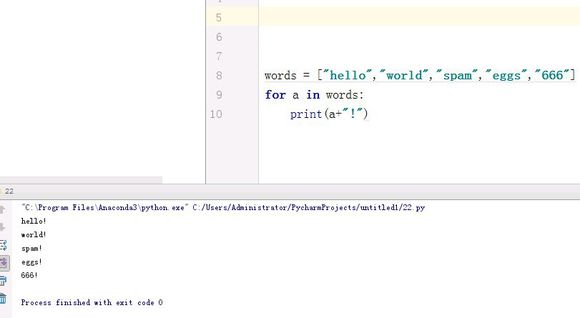 5
6
7
8 words = ["hello","world","spam","eggs","666"]
9 for a in words:
10 print(a+"!")
22
"C:\Program Files\Anaconda3\python.exe" C:/Users/Administrator/PycharmProjects/untitled1/22.py
hello!
world!
spam!
eggs!
666!
Process finished with exit code 0